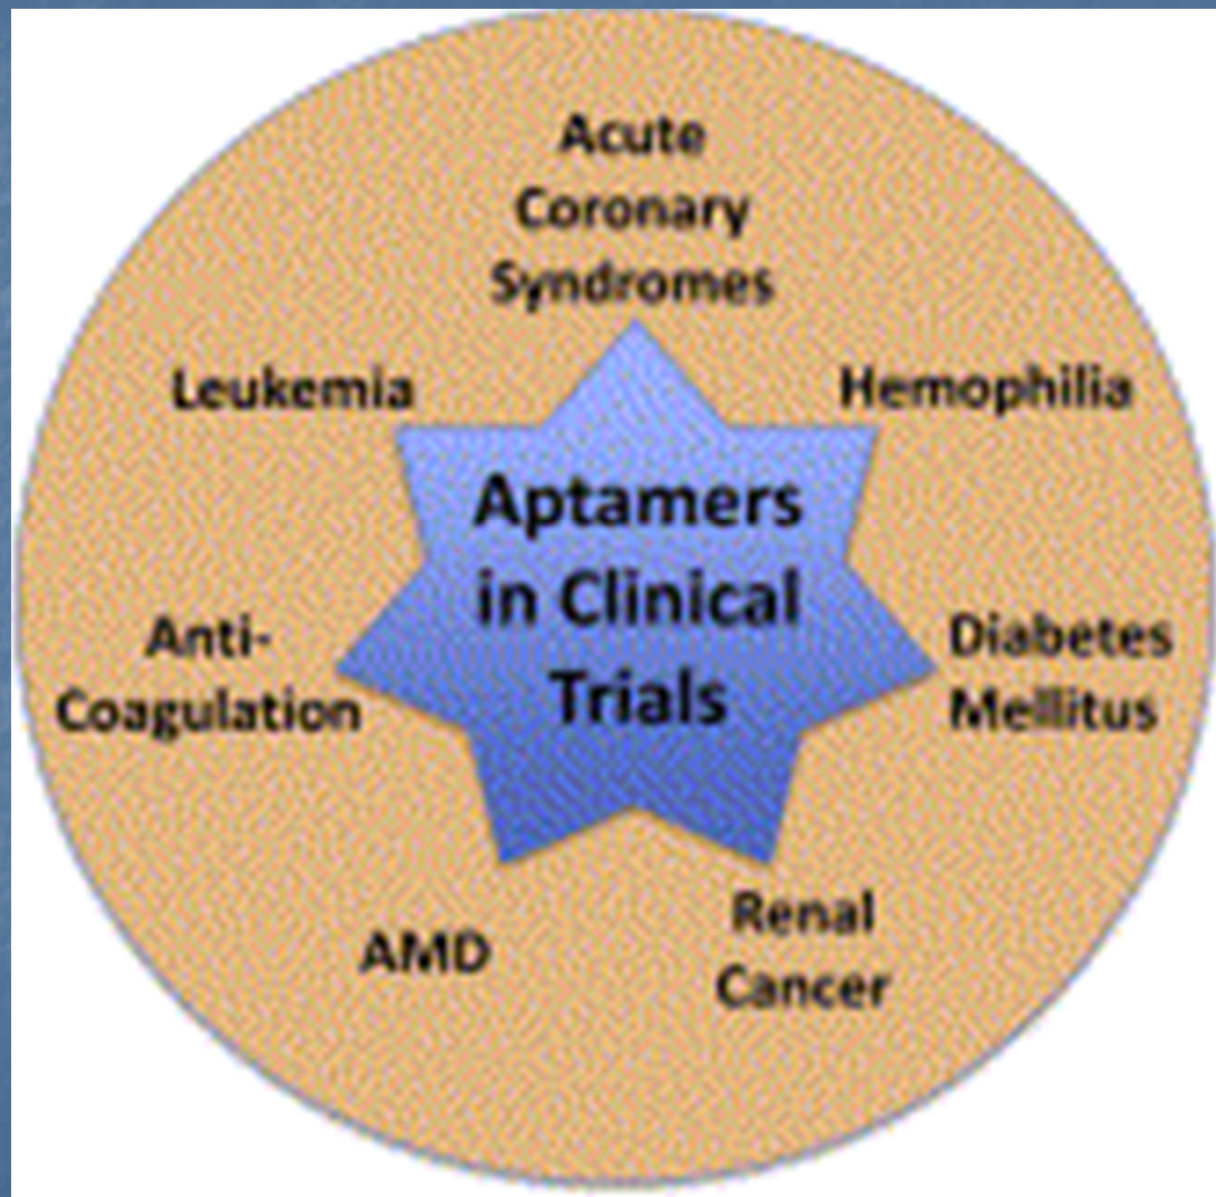 Acute
Coronary
Syndromes
Leukemia
Hemophilia
Aptamers
in Clinical
Trials
Anti-
Coagulation
Diabetes
Mellitus
AMD
Renal
Cancer